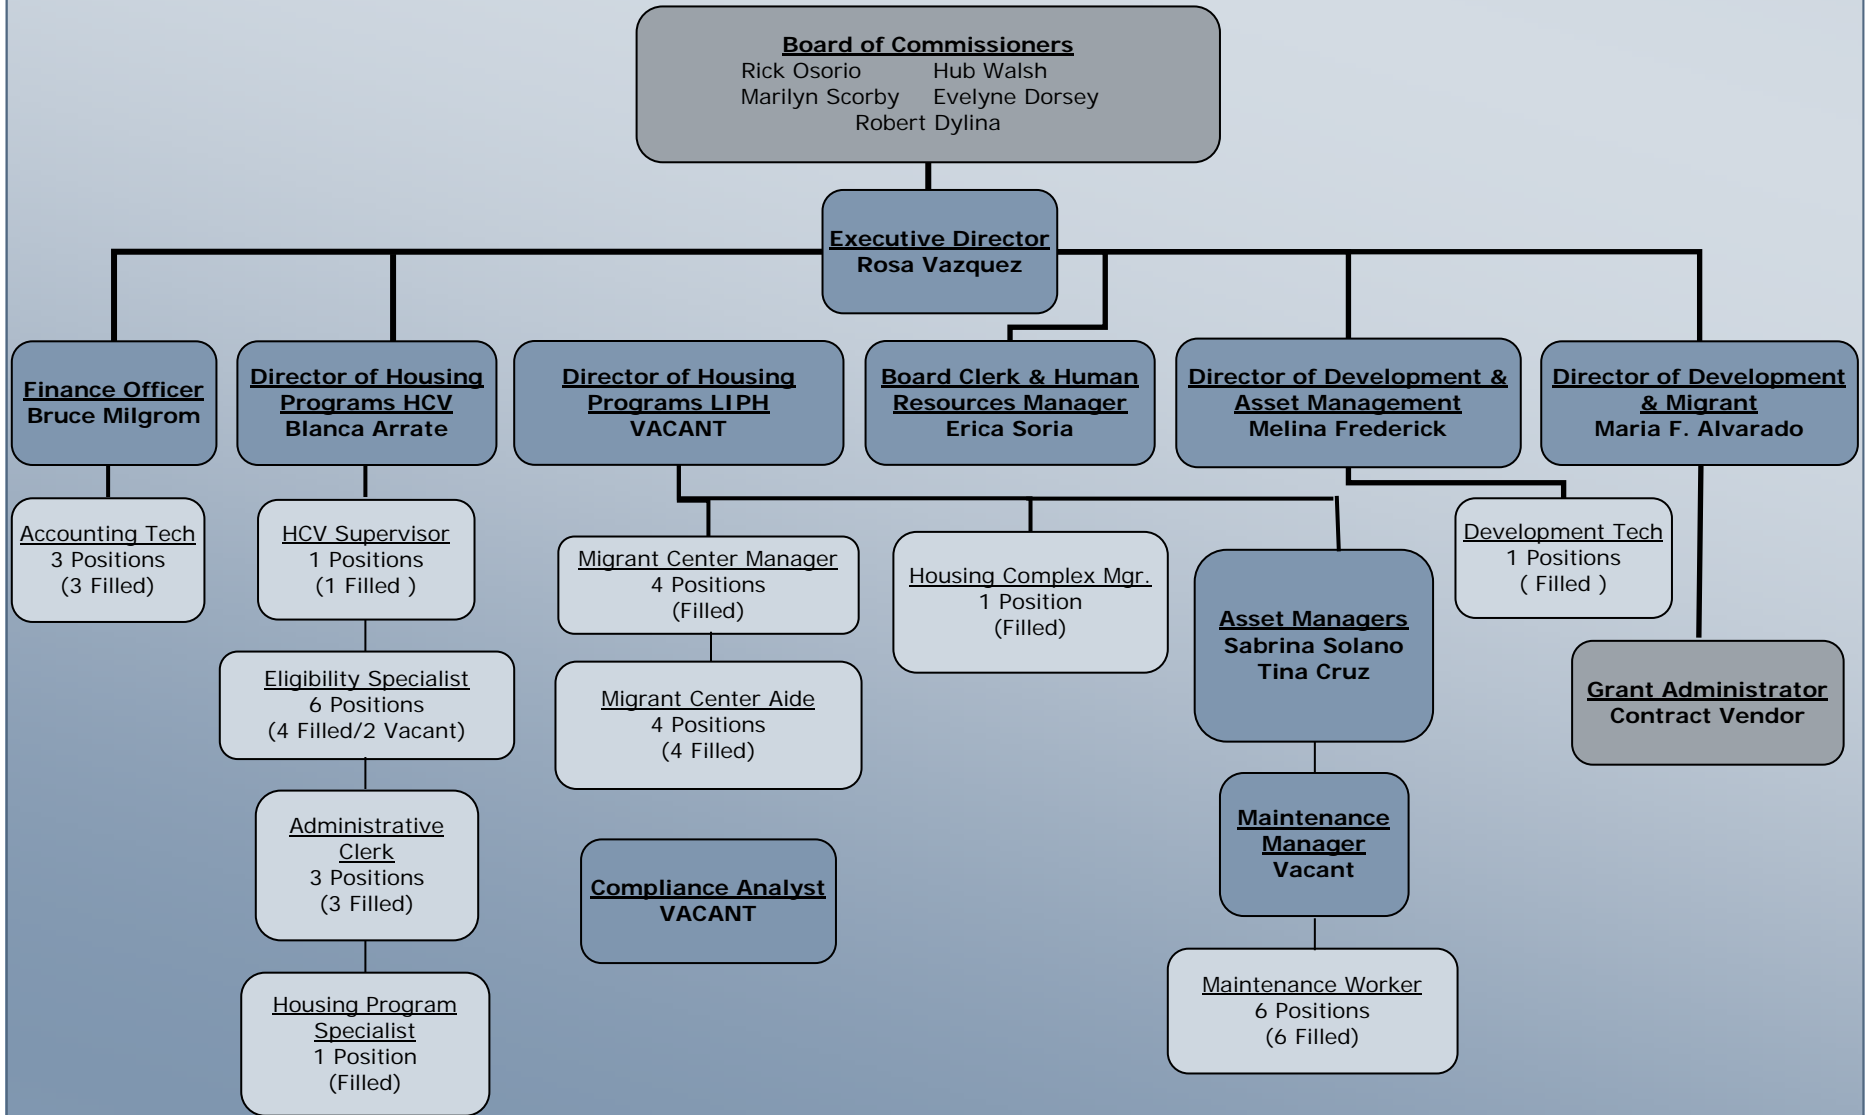 Board of Commissioners
Rick Osorio Hub Walsh
Marilyn Scorby Evelyne Dorsey
Robert Dylina
Executive Director
Rosa Vazquez
Finance Officer
Bruce Milgrom
Director of Housing
Programs HCV
Blanca Arrate
Director of Housing
Programs LIPH
VACANT
Board Clerk & Human
Resources Manager
Erica Soria
Director of Development &
Asset Management
Melina Frederick
Director of Development
& Migrant
Maria F. Alvarado
Accounting Tech
3 Positions
(3 Filled)
HCV Supervisor
1 Positions
(1 Filled )
Migrant Center Manager
4 Positions
(Filled)
Housing Complex Mgr.
1 Position
(Filled)
Asset Managers
Sabrina Solano
Tina Cruz
Development Tech
1 Positions
( Filled )
Grant Administrator
Contract Vendor
Eligibility Specialist
6 Positions
(4 Filled/2 Vacant)
Migrant Center Aide
4 Positions
(4 Filled)
Administrative
Clerk
3 Positions
(3 Filled)
Compliance Analyst
VACANT
Maintenance
Manager
Vacant
Housing Program
Specialist
1 Position
(Filled)
Maintenance Worker
6 Positions
(6 Filled)